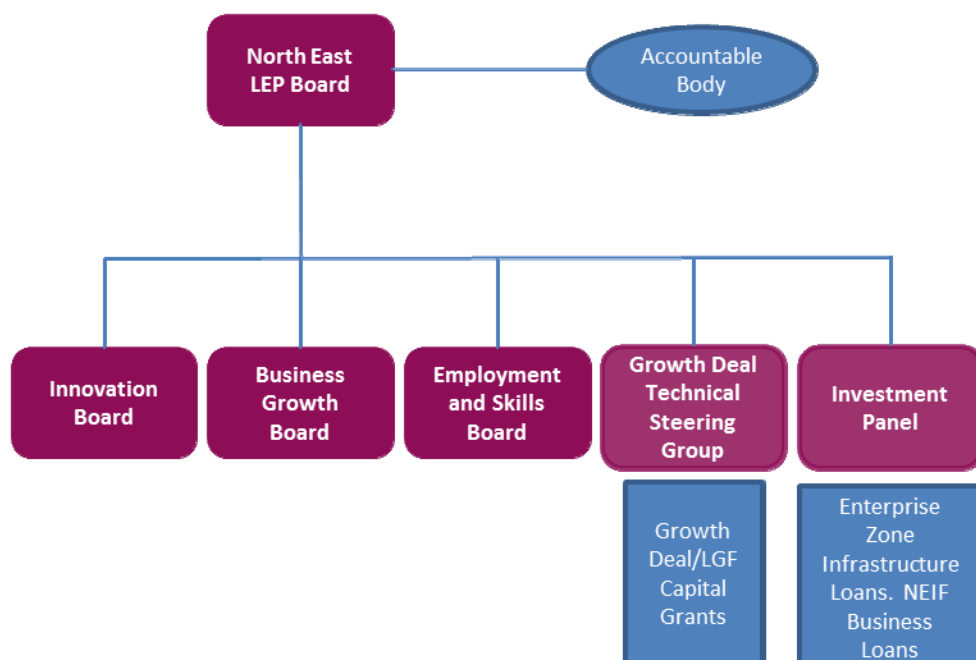 North East
LEP Board
Accountable
Body
Innovation
Board
Business
Growth
Board
Employment
and Skills
Board
Growth Deal
Technical
Steering
Group
Investment
Panel
Growth
Deal/LGF
Capital
Grants
Enterprise
Zone
Infrastructure
Loans. NEIF
Business
Loans